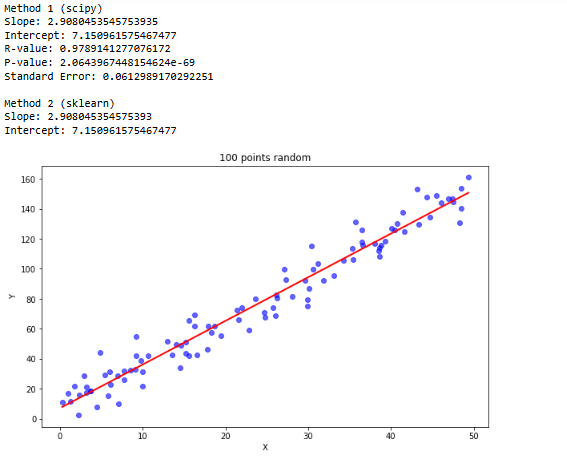 Method 1 (scipy)
Slope: 2.9080453545753935
Intercept: 7.150961575467477
R-value: 0.9789141277076172
P-value: 2.0643967448154624e-69
Standard Error: 0.0612989170292251
Method 2 (sklearn)
Slope: 2.908045354575393
Intercept: 7.150961575467477
100 points random
160
140
120
100
80
60
40
20
0
Y
0 10 20 30 40 50
X